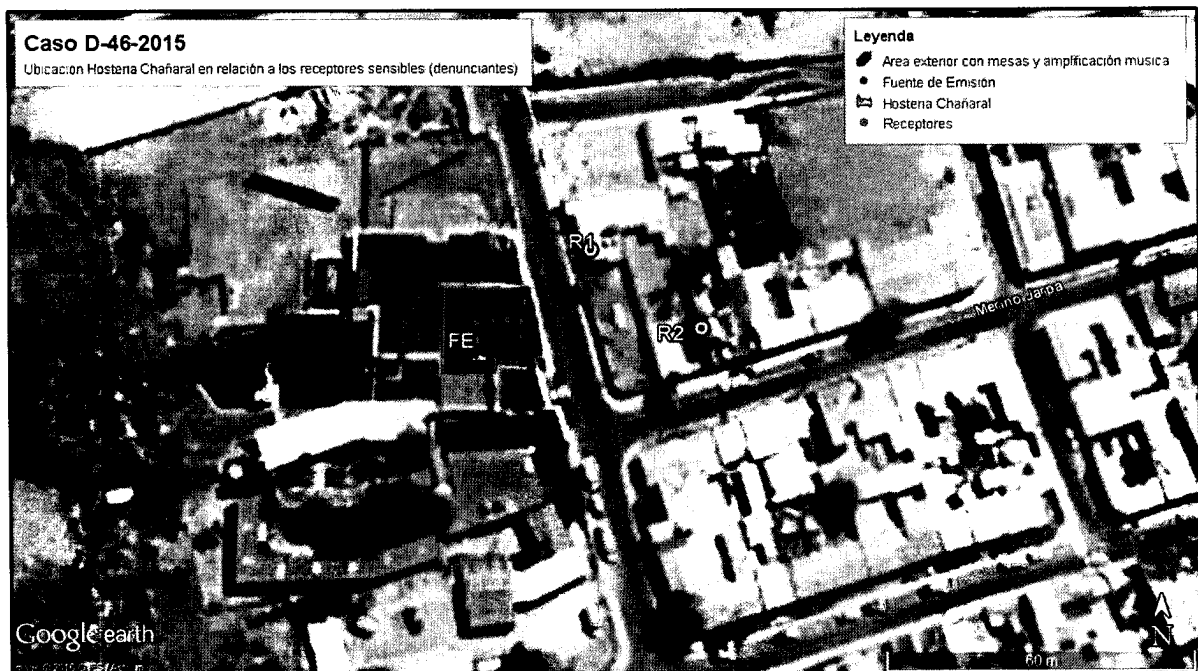 Caso D-46-2015
Ubicacion Hosteria Chañaral en relación a los receptores sensibles (denunciantes)
Leyenda
Area exterior con mesas y amplificación musica
Fuente de Emisión
Hosteria Chañaral
Receptores
R1
R2
FE
Merino Jarpa
Google earth
N
60 m